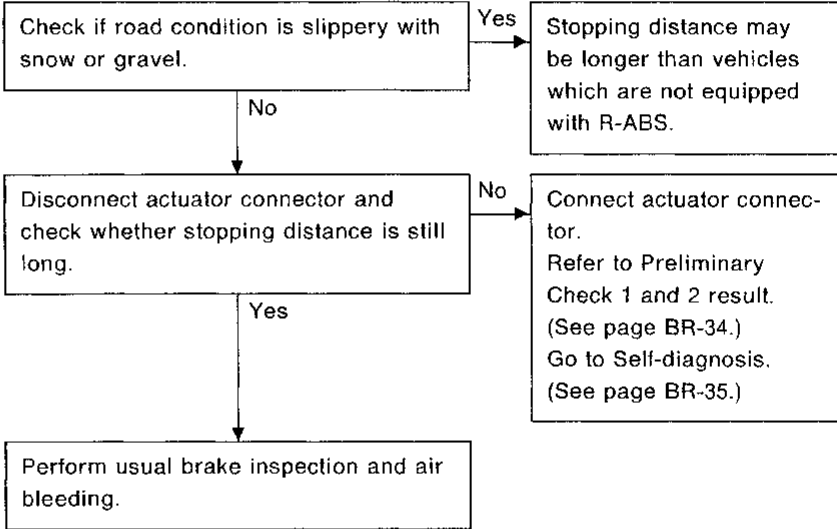 Check if road condition is slippery with
snow or gravel.
Yes
Stopping distance may
be longer than vehicles
which are not equipped
with R-ABS.
No
Disconnect actuator connector and
check whether stopping distance is still
long.
No
Connect actuator connec-
tor.
Refer to Preliminary
Check 1 and 2 result.
(See page BR-34.)
Go to Self-diagnosis.
(See page BR-35.)
Yes
Perform usual brake inspection and air
bleeding.